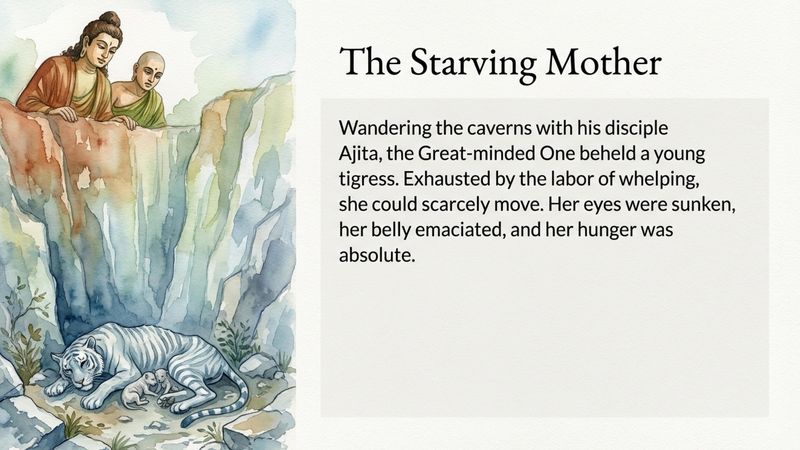 The Starving Mother
Wandering the caverns with his disciple
Ajita, the Great-minded One beheld a young
tigress. Exhausted by the labor of whelping,
she could scarcely move. Her eyes were sunken,
her belly emaciated, and her hunger was
absolute.